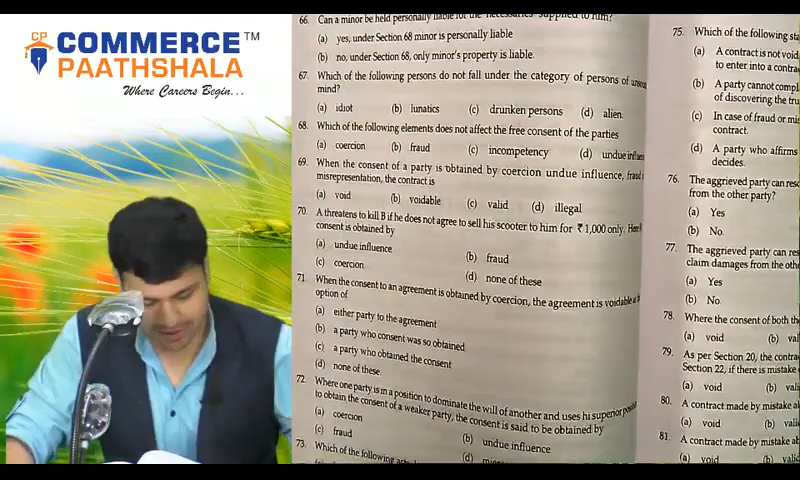 CP
COMMERCE TM
PAATHSHALA
Where Careers Begin...
66. Can a minor be held personally liable for the necessaries supplied to him?
(a) yes, under Section 68 minor is personally liable
(b) no, under Section 68, only minor's property is liable.
67. Which of the following persons do not fall under the category of persons of unsou
mind?
(a) idiot (b) lunatics (c) drunken persons (d) alien.
68. Which of the following elements does not affect the free consent of the parties
(a) coercion (b) fraud (c) incompetency (d) undue influen
69. When the consent of a party is obtained by coercion undue influence, fraud
misrepresentation, the contract is
(a) void (b) voidable (c) valid (d) illegal
70. A threatens to kill B if he does not agree to sell his scooter to him for ₹ 1,000 only. Here
consent is obtained by
(a) undue influence (b) fraud
(c) coercion (d) none of these
71. When the consent to an agreement is obtained by coercion, the agreement is voidable at
option of
(a) either party to the agreement
(b) a party who consent was so obtained
(c) a party who obtained the consent
(d) none of these.
72. Where one party is in a position to dominate the will of another and uses his superior
to obtain the consent of a weaker party, the consent is said to be obtained by
(a) coercion (b) undue influence
(c) fraud (d)
73. Which of the following
75. Which of the following sta
(a) A contract is not void
to enter into a contra
(b) A party cannot compl
of discovering the tru
(c) In case of fraud or mis
contract.
(d) A party who affirms
decides.
76. The aggrieved party can res
from the other party?
(a) Yes
(b) No.
77. The aggrieved party can res
claim damages from the oth
(a) Yes
(b) No
78. Where the consent of both th
(a) void (b) val
79. As per Section 20, the contra
Section 22, if there is mistake
(a) void (b) vali
80. A contract made by mistake a
(a) void (b) vali
81. A contract made by mistake ab
(a) void (b) valid